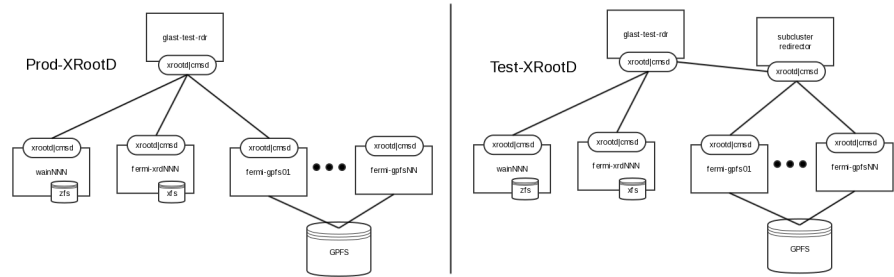 glast-test-rdr
xrootd|cmsd
Prod-XRootD
xrootd|cmsd
wainNNN
zfs
xrootd|cmsd
fermi-xrdNNN
xfs
xrootd|cmsd
fermi-gpfs01
xrootd|cmsd
fermi-gpfsNN
GPFS
glast-test-rdr
xrootd|cmsd
subcluster
redirector
xrootd|cmsd
Test-XRootD
xrootd|cmsd
wainNNN
zfs
xrootd|cmsd
fermi-xrdNNN
xfs
xrootd|cmsd
fermi-gpfs01
xrootd|cmsd
fermi-gpfsNN
GPFS